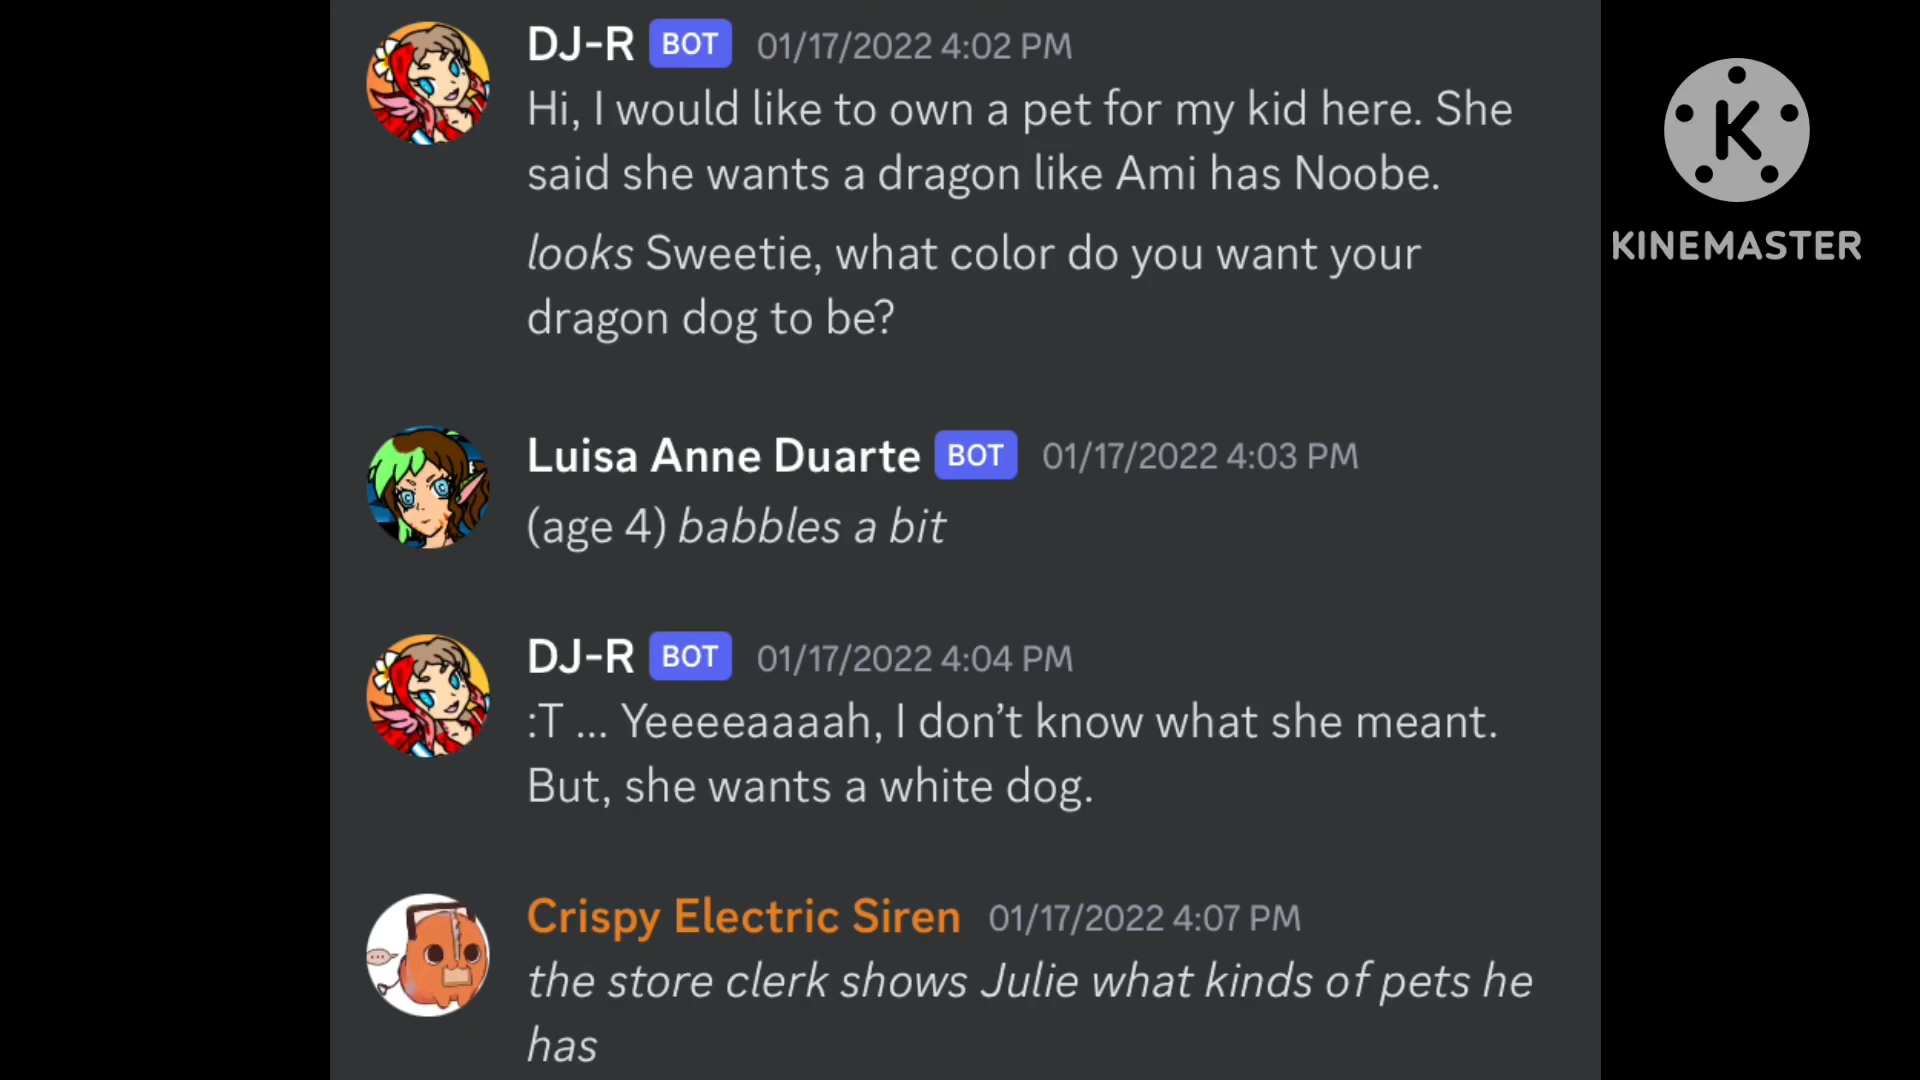 DJ-R BOT 01/17/2022 4:02 PM
Hi, I would like to own a pet for my kid here. She
said she wants a dragon like Ami has Noobe.
looks Sweetie, what color do you want your
dragon dog to be?
Luisa Anne Duarte BOT 01/17/2022 4:03 PM
(age 4) babbles a bit
DJ-R BOT 01/17/2022 4:04 PM
:T ... Yeeeeaaaah, I don’t know what she meant.
But, she wants a white dog.
Crispy Electric Siren 01/17/2022 4:07 PM
the store clerk shows Julie what kinds of pets he
has
K
KINEMASTER